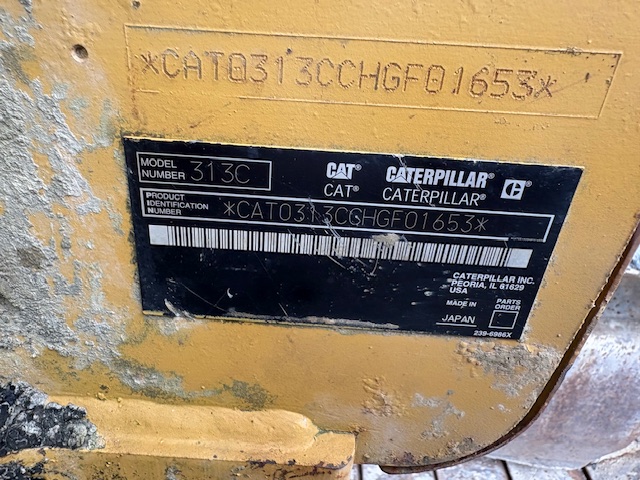 *CAT0313CCHGF01653*
MODEL NUMBER 313C
CAT® CATERPILLAR® C
CAT® CATERPILLAR®
PRODUCT IDENTIFICATION NUMBER *CAT0313CCHGF01653*
CATERPILLAR INC.
PEORIA, IL 61629
USA
MADE IN JAPAN
PARTS ORDER
239-5986X